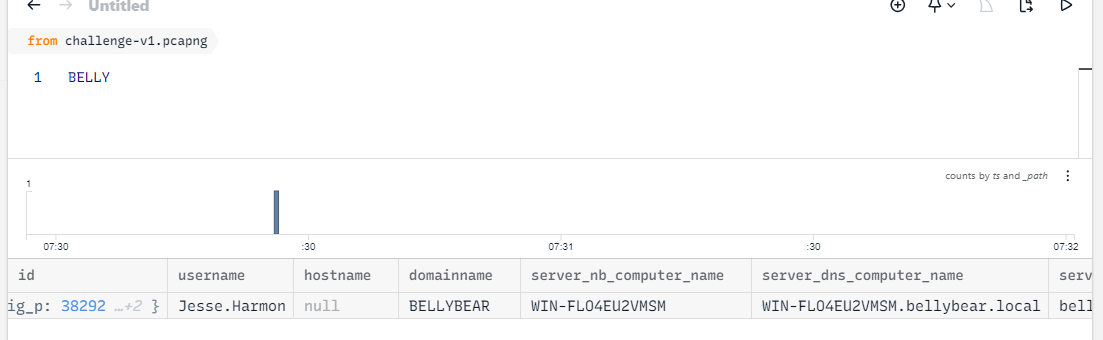 Untitled
from challenge-v1.pcapng
1 BELLY
counts by ts and _path
1
07:30 :30 07:31 :30 07:32
id username hostname domainname server_nb_computer_name server_dns_computer_name serv
ig_p: 38292 …+2 } Jesse.Harmon null BELLYBEAR WIN-FLO4EU2VMSM WIN-FLO4EU2VMSM.bellybear.local bell